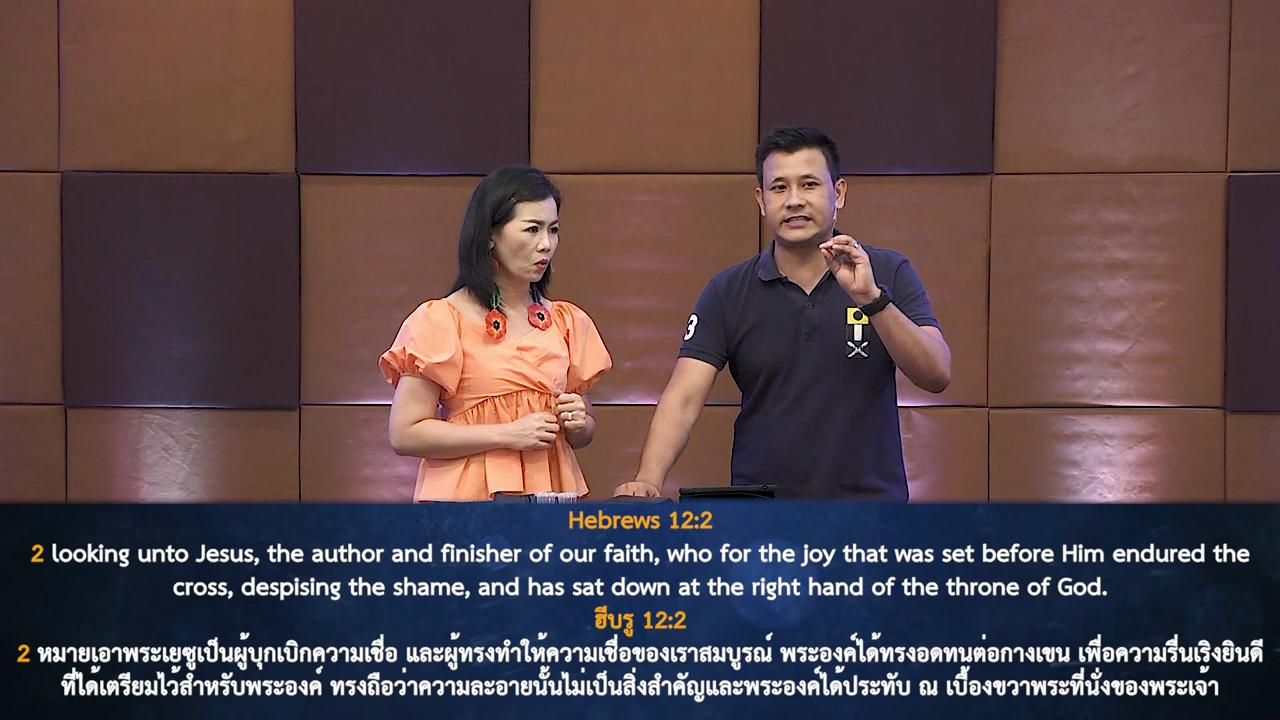 3
Hebrews 12:2
2 looking unto Jesus, the author and finisher of our faith, who for the joy that was set before Him endured the
cross, despising the shame, and has sat down at the right hand of the throne of God.
ฮีบรู 12:2
2 หมายเอาพระเยซูเป็นผู้บุกเบิกความเชื่อ และผู้ทรงทำให้ความเชื่อของเราสมบูรณ์ พระองค์ได้ทรงอดทนต่อกางเขน เพื่อความรื่นเริงยินดี
ที่ได้เตรียมไว้สำหรับพระองค์ ทรงถือว่าความละอายนั้นไม่เป็นสิ่งสำคัญและพระองค์ได้ประทับ ณ เบื้องขวาพระที่นั่งของพระเจ้า